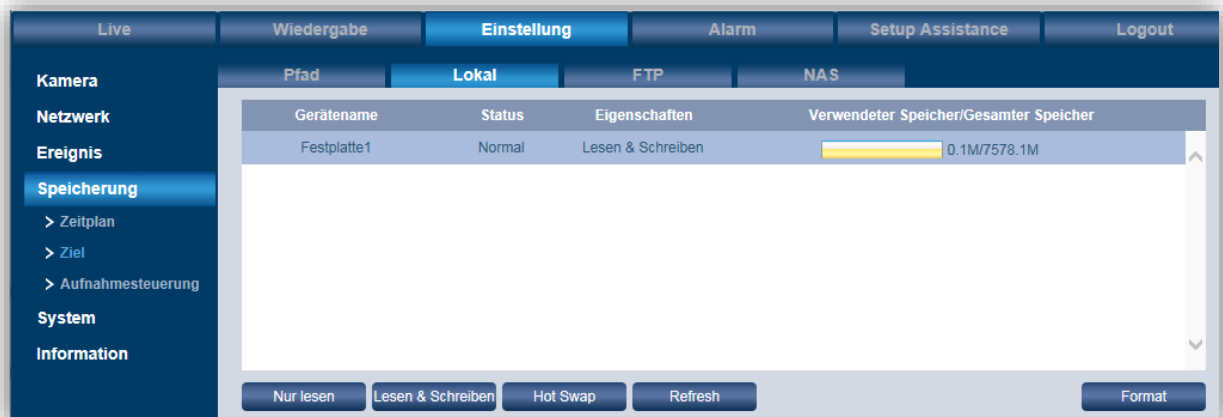 Live Wiedergabe Einstellung Alarm Setup Assistance Logout
Pfad Lokal FTP NAS
Kamera
Netzwerk
Ereignis
Speicherung
> Zeitplan
> Ziel
> Aufnahmesteuerung
System
Information
Gerätename Status Eigenschaften Verwendeter Speicher/Gesamter Speicher
Festplatte1 Normal Lesen & Schreiben 0.1M/7578.1M
Nur lesen Lesen & Schreiben Hot Swap Refresh Format